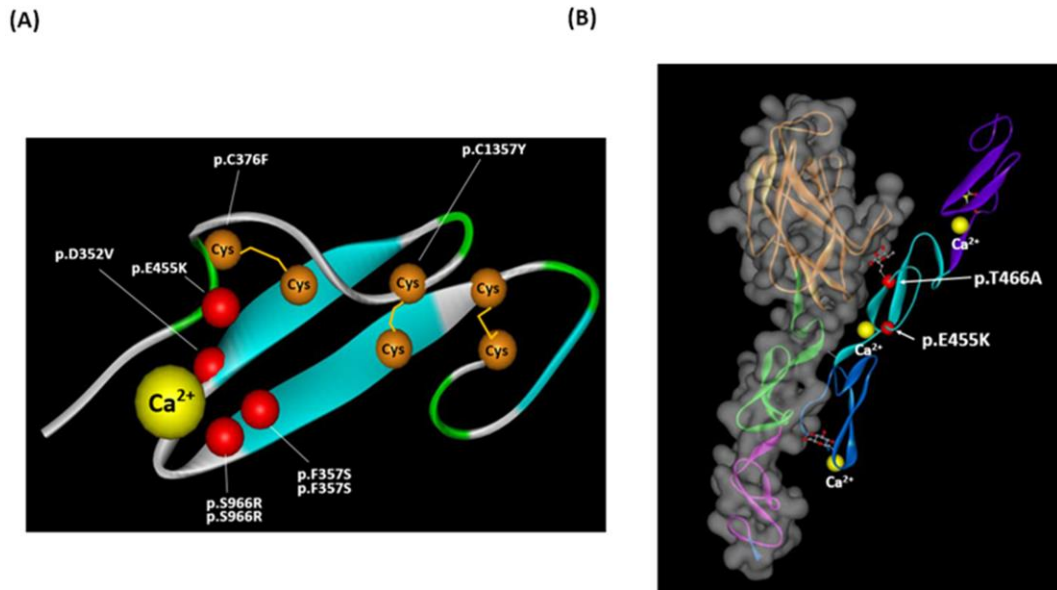 (A)
(B)
p.C376F
p.C1357Y
p.D352V
p.E455K
Cys
Cys
Cys
Cys
Cys
Cys
Ca2+
p.F357S
p.F357S
p.S966R
p.S966R
Ca2+
p.T466A
Ca2+
p.E455K
Ca2+